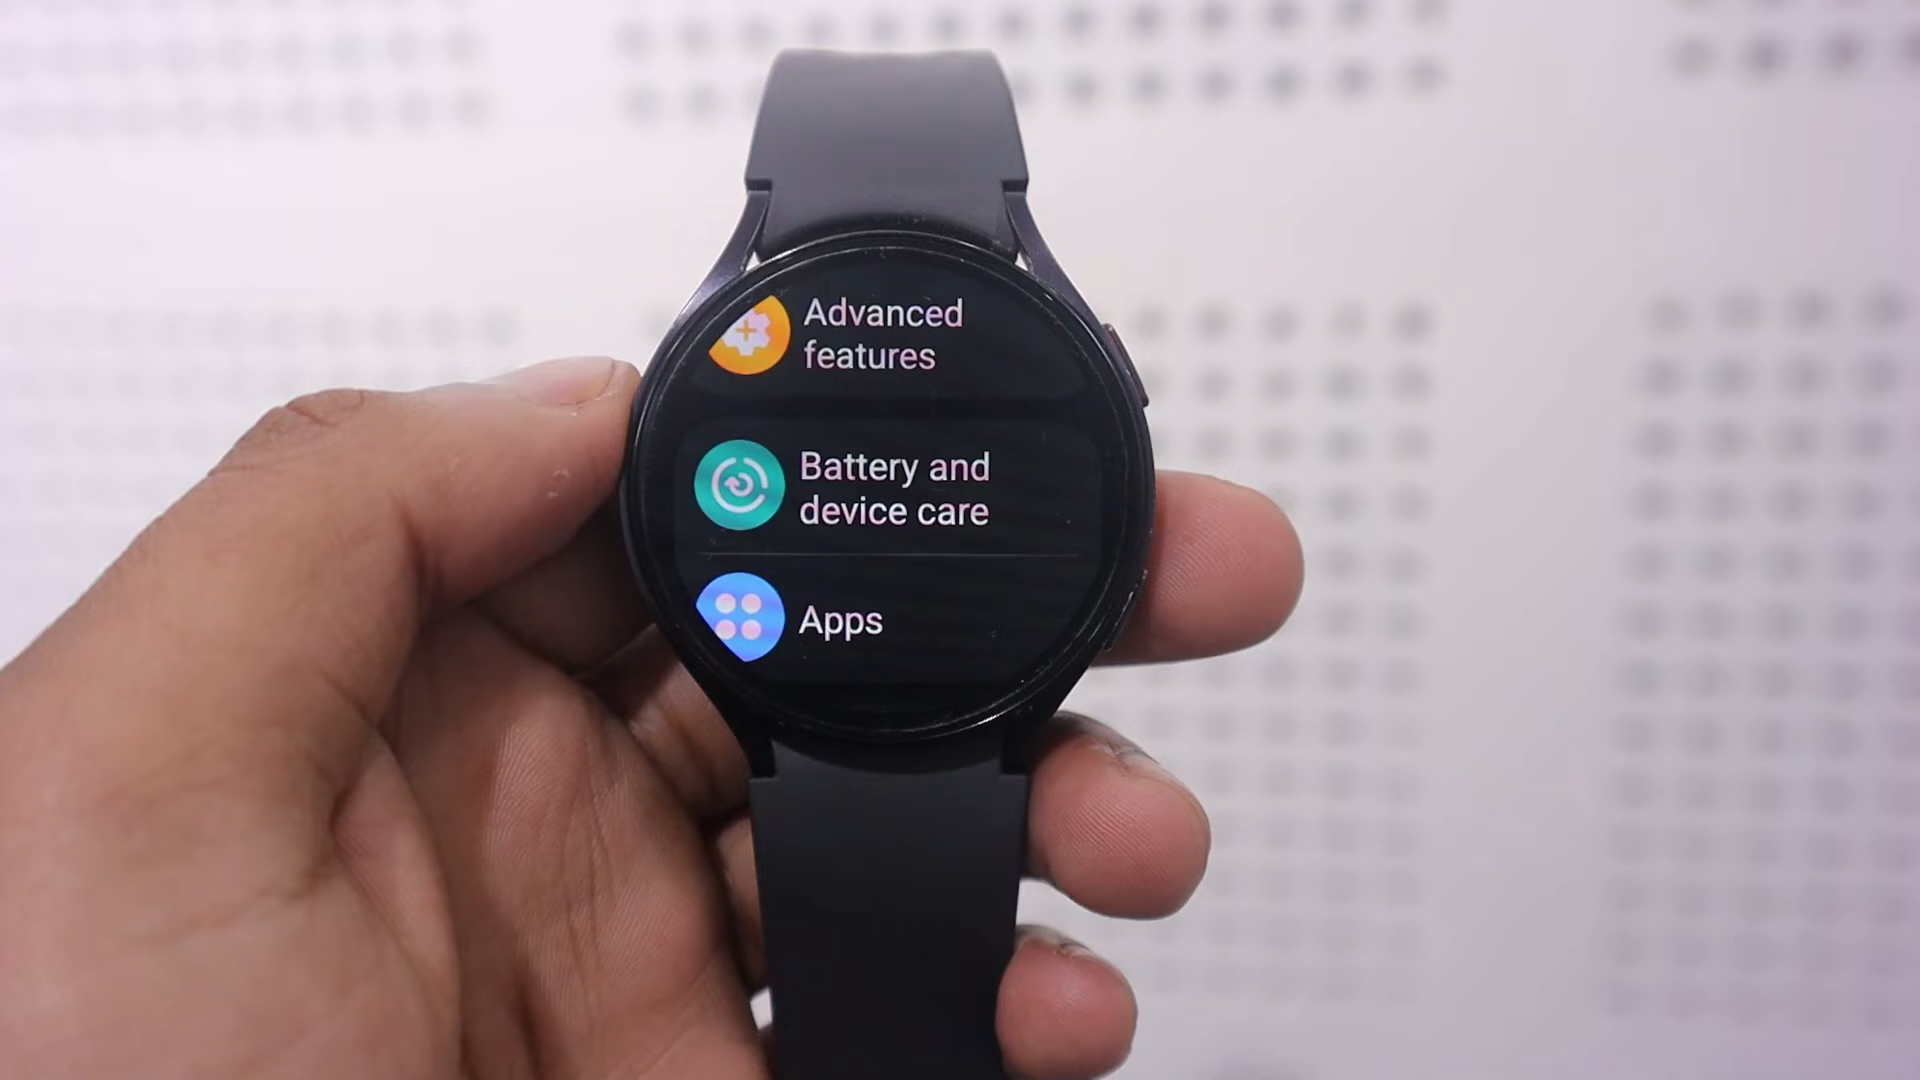 Advanced
features
Battery and
device care
Apps